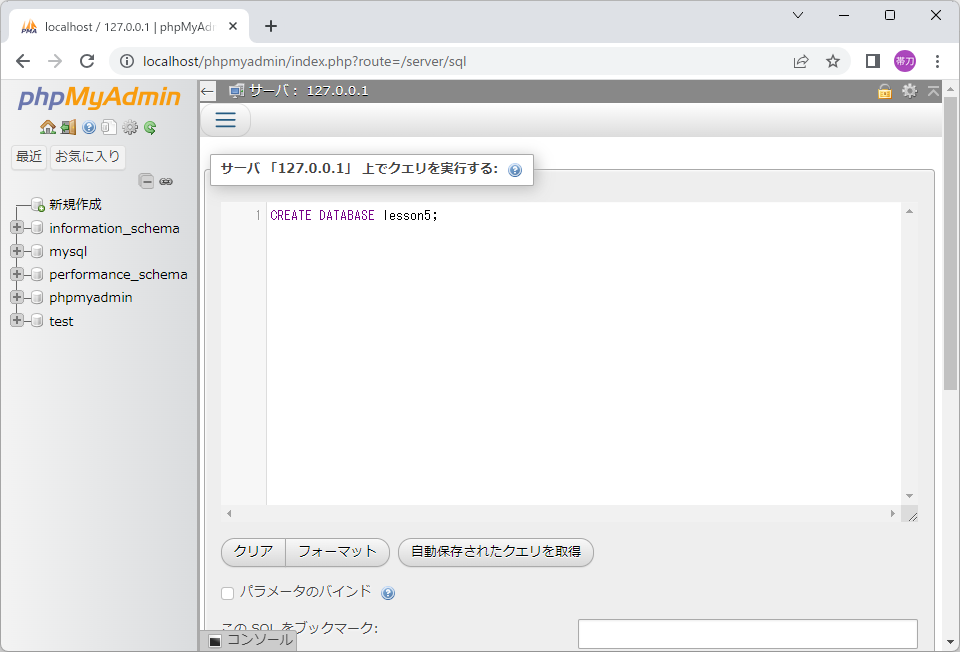 localhost / 127.0.0.1 | phpMyAd
localhost/phpmyadmin/index.php?route=/server/sql
帯刀
phpMyAdmin
最近 お気に入り
新規作成
information_schema
mysql
performance_schema
phpmyadmin
test
サーバ: 127.0.0.1
サーバ 「127.0.0.1」 上でクエリを実行する:
1 CREATE DATABASE lesson5;
クリア フォーマット 自動保存されたクエリを取得
パラメータのバインド
この SQL をブックマーク:
コンソール